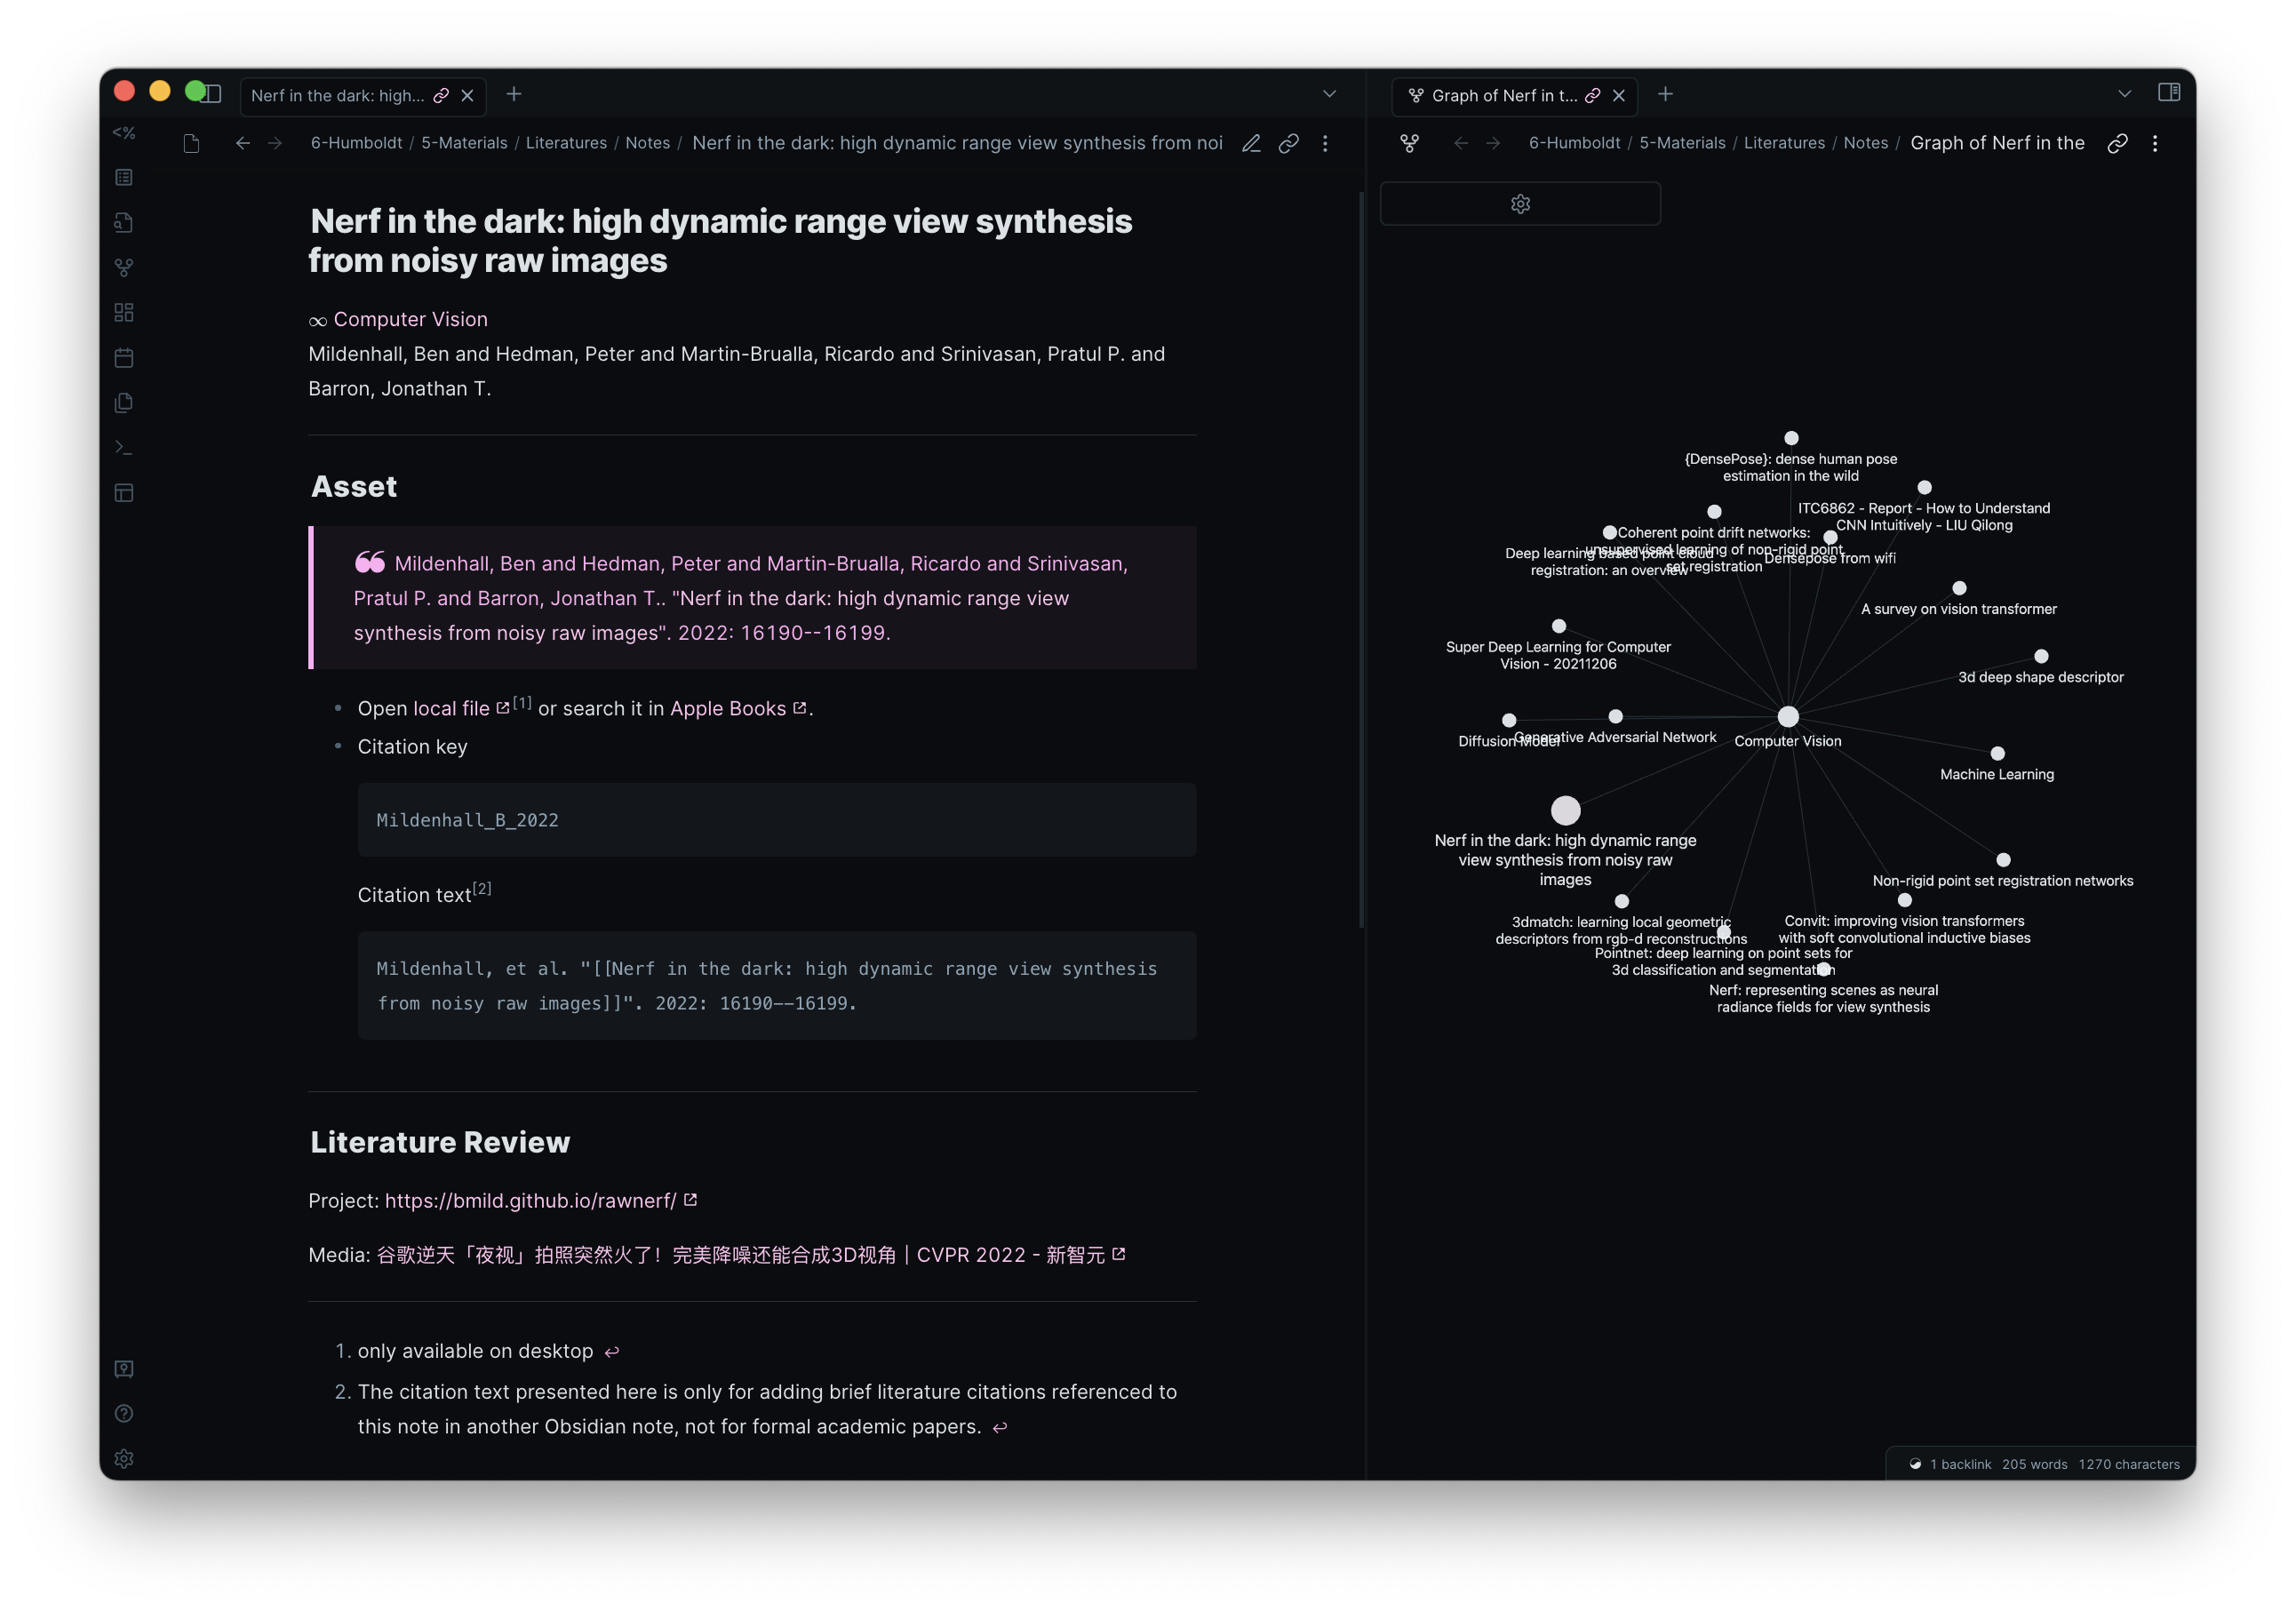 Nerf in the dark: high...
Graph of Nerf in t...
<%
6-Humboldt / 5-Materials / Literatures / Notes / Nerf in the dark: high dynamic range view synthesis from noi
6-Humboldt / 5-Materials / Literatures / Notes / Graph of Nerf in the
Nerf in the dark: high dynamic range view synthesis
from noisy raw images
∞ Computer Vision
Mildenhall, Ben and Hedman, Peter and Martin-Brualla, Ricardo and Srinivasan, Pratul P. and
Barron, Jonathan T.
Asset
❝ Mildenhall, Ben and Hedman, Peter and Martin-Brualla, Ricardo and Srinivasan,
Pratul P. and Barron, Jonathan T.. "Nerf in the dark: high dynamic range view
synthesis from noisy raw images". 2022: 16190--16199.
• Open local file [1] or search it in Apple Books .
• Citation key
Mildenhall_B_2022
Citation text[2]
Mildenhall, et al. "[[Nerf in the dark: high dynamic range view synthesis
from noisy raw images]]". 2022: 16190--16199.
Literature Review
Project: https://bmild.github.io/rawnerf/
Media: 谷歌逆天「夜视」拍照突然火了！完美降噪还能合成3D视角｜CVPR 2022 - 新智元
1. only available on desktop ↩
2. The citation text presented here is only for adding brief literature citations referenced to
this note in another Obsidian note, not for formal academic papers. ↩
{DensePose}: dense human pose
estimation in the wild
ITC6862 - Report - How to Understand
CNN Intuitively - LIU Qilong
Coherent point drift networks:
unsupervised learning of non-rigid point
set registration
Deep learning based point cloud
registration: an overview
Densepose from wifi
A survey on vision transformer
Super Deep Learning for Computer
Vision - 20211206
3d deep shape descriptor
Diffusion Model
Generative Adversarial Network
Computer Vision
Machine Learning
Nerf in the dark: high dynamic range
view synthesis from noisy raw
images
Non-rigid point set registration networks
3dmatch: learning local geometric
descriptors from rgb-d reconstructions
Convit: improving vision transformers
with soft convolutional inductive biases
Pointnet: deep learning on point sets for
3d classification and segmentation
Nerf: representing scenes as neural
radiance fields for view synthesis
1 backlink 205 words 1270 characters